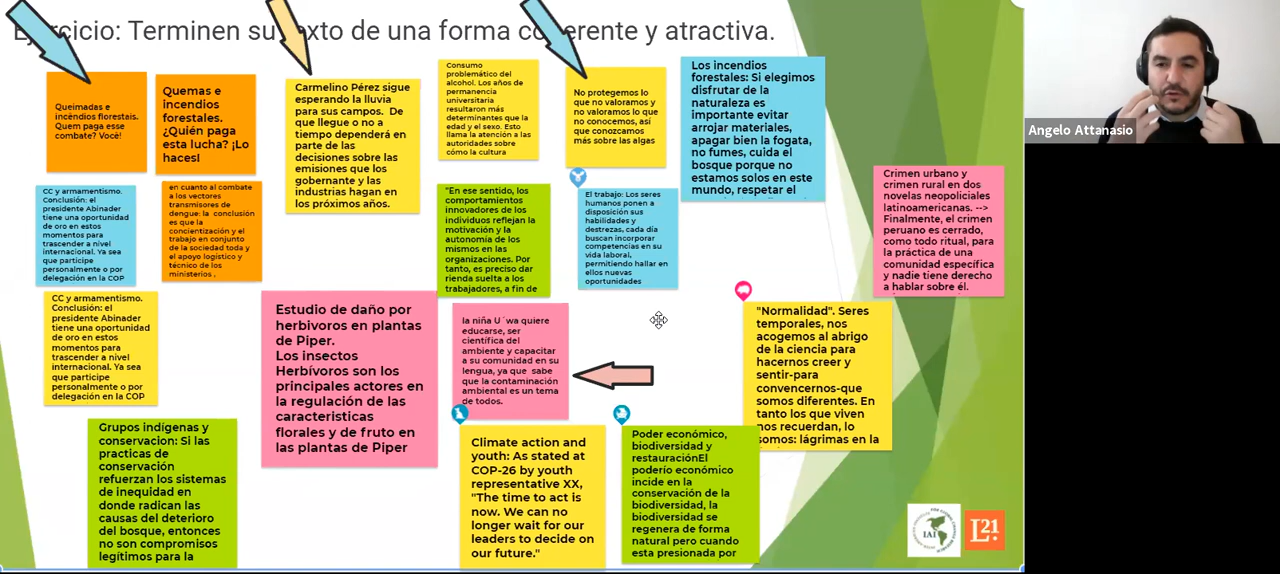 Ejercicio: Terminen su texto de una forma coherente y atractiva.
Queimadas e
incêndios florestais.
Quem paga esse
combate? Você!
Quemas e
incendios
forestales.
¿Quién paga
esta lucha? ¡Lo
haces!
Carmelino Pérez sigue
esperando la lluvia
para sus campos. De
que llegue o no a
tiempo dependerá en
parte de las
decisiones sobre las
emisiones que los
gobernante y las
industrias hagan en
los próximos años.
Consumo
problemático del
alcohol. Los años de
permanencia
universitaria
resultaron más
determinantes que la
edad y el sexo. Esto
llama la atención a las
autoridades sobre
cómo la cultura
No protegemos lo
que no valoramos y
no valoramos lo que
no conocemos, así
que conozcamos
más sobre las algas
Los incendios
forestales: Si elegimos
disfrutar de la
naturaleza es
importante evitar
arrojar materiales,
apagar bien la fogata,
no fumes, cuida el
bosque porque no
estamos solos en este
mundo, respetar el
Angelo Attanasio
CC y armamentismo.
Conclusión: el
presidente Abinader
tiene una oportunidad
de oro en estos
momentos para
trascender a nivel
internacional. Ya sea
que participe
personalmente o por
delegación en la COP
en cuanto al combate
a los vectores
transmisores de
dengue: la conclusión
es que la
concientización y el
trabajo en conjunto
de la sociedad toda y
el apoyo logístico y
técnico de los
ministerios ,
"En ese sentido, los
comportamientos
innovadores de los
individuos reflejan la
motivación y la
autonomía de los
mismos en las
organizaciones. Por
tanto, es preciso dar
rienda suelta a los
trabajadores, a fin de
El trabajo: Los seres
humanos ponen a
disposición sus
habilidades y
destrezas, cada día
buscan incorporar
competencias en su
vida laboral,
permitiendo hallar en
ellos nuevas
oportunidades
Crimen urbano y
crimen rural en dos
novelas neopoliciales
latinoamericanas. -->
Finalmente, el crimen
peruano es cerrado,
como todo ritual, para
la práctica de una
comunidad específica
y nadie tiene derecho
a hablar sobre él.
CC y armamentismo.
Conclusión: el
presidente Abinader
tiene una oportunidad
de oro en estos
momentos para
trascender a nivel
internacional. Ya sea
que participe
personalmente o por
delegación en la COP
Estudio de daño por
herbivoros en plantas
de Piper.
Los insectos
Herbívoros son los
principales actores en
la regulación de las
caracteristicas
florales y de fruto en
las plantas de Piper
la niña U´wa quiere
educarse, ser
científica del
ambiente y capacitar
a su comunidad en su
lengua, ya que sabe
que la contaminación
ambiental es un tema
de todos.
"Normalidad". Seres
temporales, nos
acogemos al abrigo
de la ciencia para
hacernos creer y
sentir-para
convencernos-que
somos diferentes. En
tanto los que viven
nos recuerdan, lo
somos: lágrimas en la
Grupos indígenas y
conservacion: Si las
practicas de
conservación
refuerzan los sistemas
de inequidad en
donde radican las
causas del deterioro
del bosque, entonces
no son compromisos
legítimos para la
Climate action and
youth: As stated at
COP-26 by youth
representative XX,
"The time to act is
now. We can no
longer wait for our
leaders to decide on
our future."
Poder económico,
biodiversidad y
restauraciónEl
poderío económico
incide en la
conservación de la
biodiversidad, la
biodiversidad se
regenera de forma
natural pero cuando
esta presionada por
IAI
L21